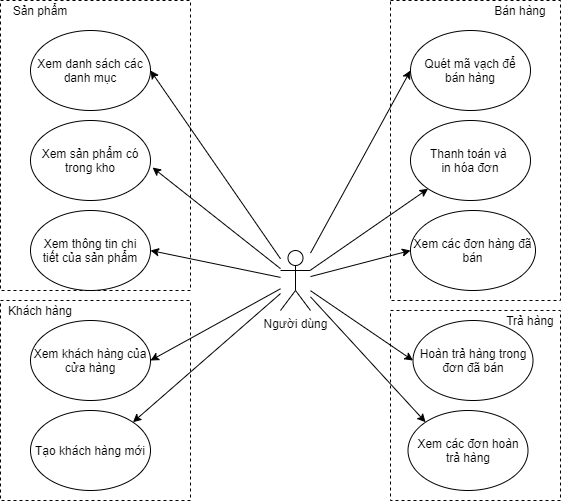 Sản phẩm
Xem danh sách các
danh mục
Xem sản phẩm có
trong kho
Xem thông tin chi
tiết của sản phẩm
Bán hàng
Quét mã vạch để
bán hàng
Thanh toán và
in hóa đơn
Xem các đơn hàng đã
bán
Người dùng
Khách hàng
Xem khách hàng của
cửa hàng
Tạo khách hàng mới
Trả hàng
Hoàn trả hàng trong
đơn đã bán
Xem các đơn hoàn
trả hàng